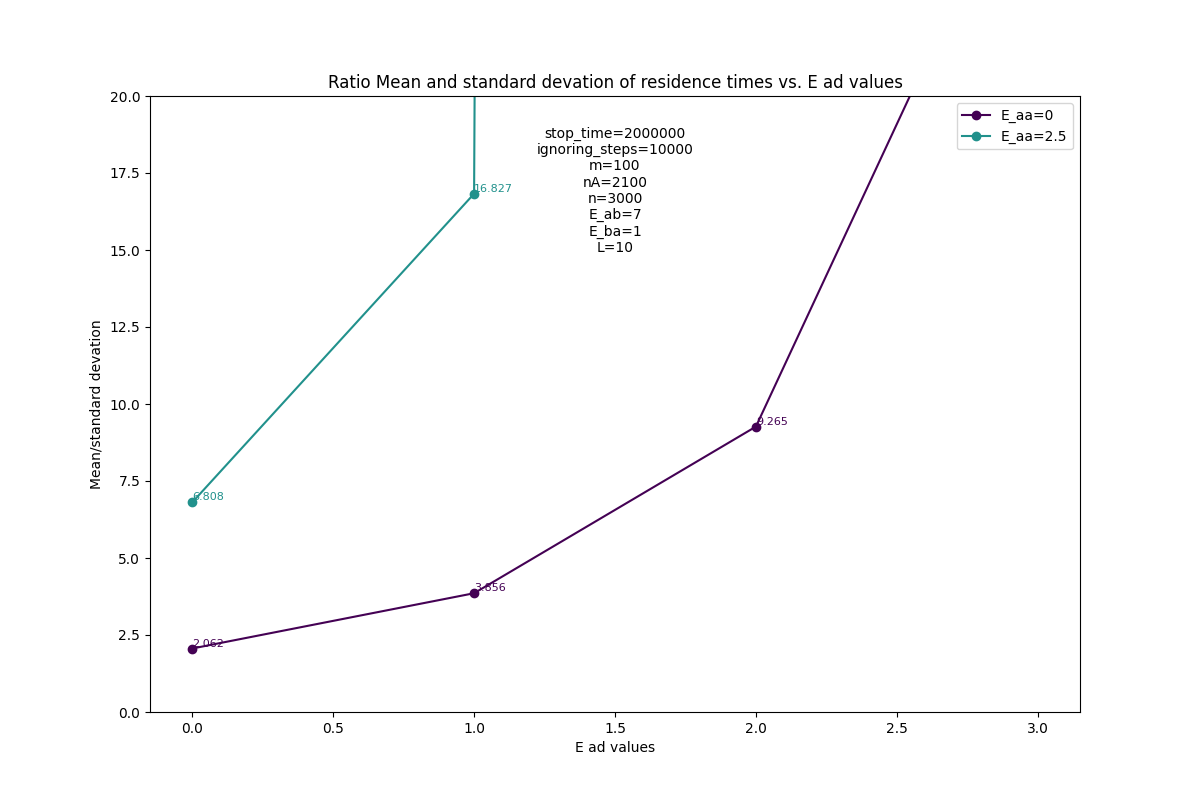 Ratio Mean and standard devation of residence times vs. E ad values
20.0
17.5
15.0
12.5
10.0
7.5
5.0
2.5
0.0
Mean/standard devation
E_aa=0
E_aa=2.5
stop_time=2000000
ignoring_steps=10000
m=100
nA=2100
n=3000
E_ab=7
E_ba=1
L=10
16.827
9.265
6.808
3.856
2.062
0.0 0.5 1.0 1.5 2.0 2.5 3.0
E ad values